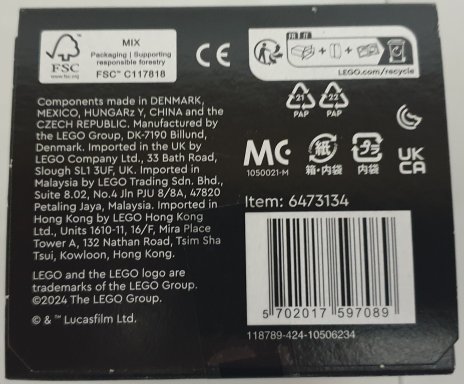 FSC
www.fsc.org
MIX
Packaging | Supporting
responsible forestry
FSC™ C117818
CE
FR
LEGO.com/recycle
21
PAP
22
PAP
Components made in DENMARK,
MEXICO, HUNGARz Y, CHINA and the
CZECH REPUBLIC. Manufactured by
the LEGO Group, DK-7190 Billund,
Denmark. Imported in the UK by
LEGO Company Ltd., 33 Bath Road,
Slough SL1 3UF, UK. Imported in
Malaysia by LEGO Trading Sdn. Bhd.,
Suite 8.02, No.4 Jln PJU 8/8A, 47820
Petaling Jaya, Malaysia. Imported in
Hong Kong by LEGO Hong Kong
Ltd., Units 1610-11, 16/F, Mira Place
Tower A, 132 Nathan Road, Tsim Sha
Tsui, Kowloon, Hong Kong.
LEGO and the LEGO logo are
trademarks of the LEGO Group.
©2024 The LEGO Group.
© & ™ Lucasfilm Ltd.
MC
1050021-M
紙
箱・内袋
プラ
内袋
UK
CA
Item: 6473134
5 702017 597089
118789-424-10506234